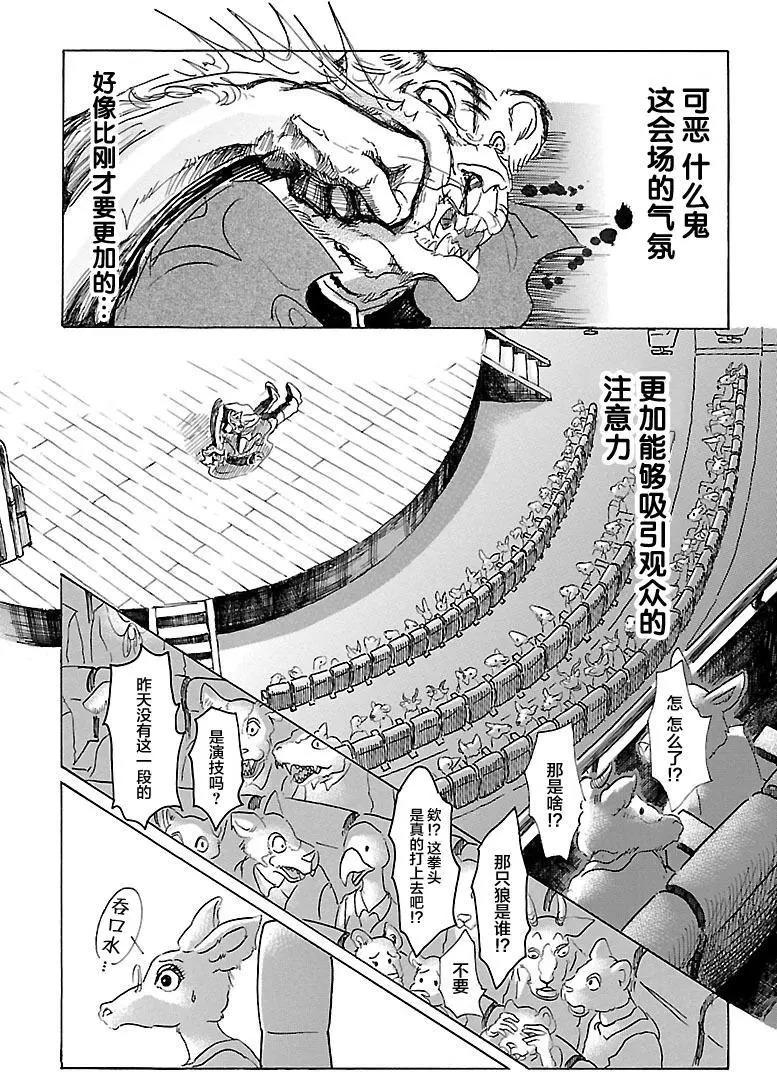 可恶 什么鬼
这会场的气氛
好像比刚才要更加的…
更加能够吸引观众的
注意力
怎 怎么了!?
那是啥!?
那只狼是谁!?
不要
欸!? 这拳头
是真的打上去吧!?
是演技吗?
昨天没有这一段的
吞口水…